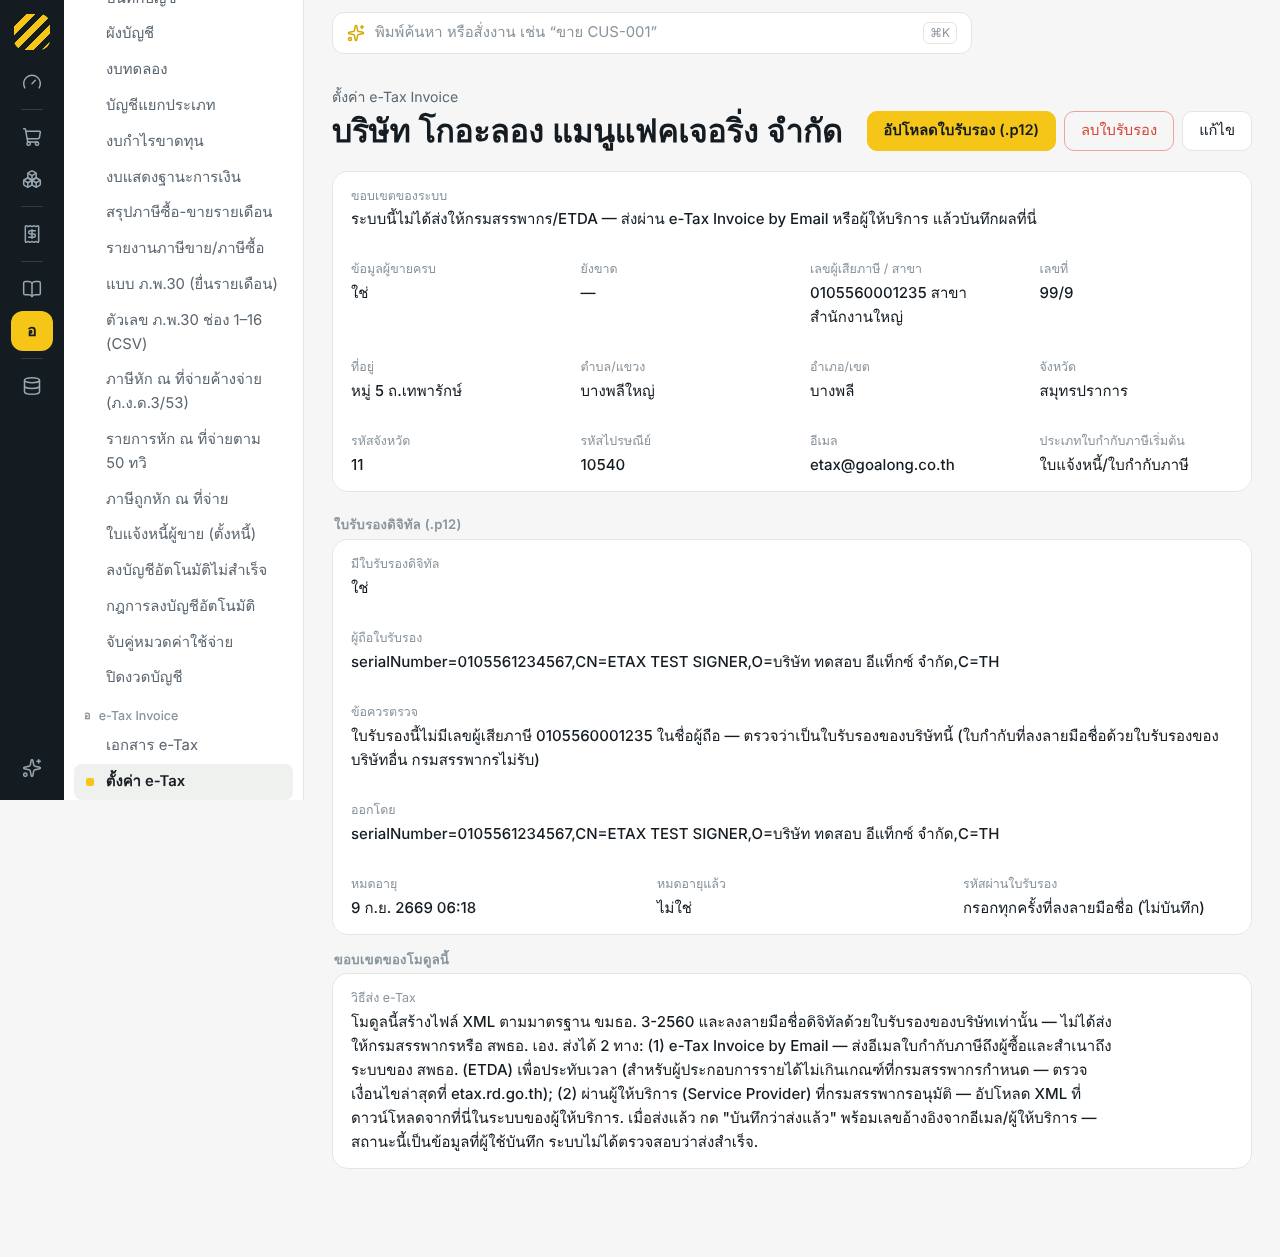 ผังบัญชี
งบทดลอง
บัญชีแยกประเภท
งบกำไรขาดทุน
งบแสดงฐานะการเงิน
สรุปภาษีซื้อ-ขายรายเดือน
รายงานภาษีขาย/ภาษีซื้อ
แบบ ภ.พ.30 (ยื่นรายเดือน)
ตัวเลข ภ.พ.30 ช่อง 1–16
(CSV)
ภาษีหัก ณ ที่จ่ายค้างจ่าย
(ภ.ง.ด.3/53)
รายการหัก ณ ที่จ่ายตาม
50 ทวิ
ภาษีถูกหัก ณ ที่จ่าย
ใบแจ้งหนี้ผู้ขาย (ตั้งหนี้)
ลงบัญชีอัตโนมัติไม่สำเร็จ
กฎการลงบัญชีอัตโนมัติ
จับคู่หมวดค่าใช้จ่าย
ปิดงวดบัญชี
อ e-Tax Invoice
เอกสาร e-Tax
ตั้งค่า e-Tax
อ
พิมพ์ค้นหา หรือสั่งงาน เช่น “ขาย CUS-001”
⌘K
ตั้งค่า e-Tax Invoice
บริษัท โกอะลอง แมนูแฟคเจอริ่ง จำกัด
อัปโหลดใบรับรอง (.p12)
ลบใบรับรอง
แก้ไข
ขอบเขตของระบบ
ระบบนี้ไม่ได้ส่งให้กรมสรรพากร/ETDA — ส่งผ่าน e-Tax Invoice by Email หรือผู้ให้บริการ แล้วบันทึกผลที่นี่
ข้อมูลผู้ขายครบ
ใช่
ยังขาด
—
เลขผู้เสียภาษี / สาขา
0105560001235 สาขา
สำนักงานใหญ่
เลขที่
99/9
ที่อยู่
หมู่ 5 ถ.เทพารักษ์
ตำบล/แขวง
บางพลีใหญ่
อำเภอ/เขต
บางพลี
จังหวัด
สมุทรปราการ
รหัสจังหวัด
11
รหัสไปรษณีย์
10540
อีเมล
etax@goalong.co.th
ประเภทใบกำกับภาษีเริ่มต้น
ใบแจ้งหนี้/ใบกำกับภาษี
ใบรับรองดิจิทัล (.p12)
มีใบรับรองดิจิทัล
ใช่
ผู้ถือใบรับรอง
serialNumber=0105561234567,CN=ETAX TEST SIGNER,O=บริษัท ทดสอบ อีแท็กซ์ จำกัด,C=TH
ข้อควรตรวจ
ใบรับรองนี้ไม่มีเลขผู้เสียภาษี 0105560001235 ในชื่อผู้ถือ — ตรวจว่าเป็นใบรับรองของบริษัทนี้ (ใบกำกับที่ลงลายมือชื่อด้วยใบรับรองของ
บริษัทอื่น กรมสรรพากรไม่รับ)
ออกโดย
serialNumber=0105561234567,CN=ETAX TEST SIGNER,O=บริษัท ทดสอบ อีแท็กซ์ จำกัด,C=TH
หมดอายุ
9 ก.ย. 2669 06:18
หมดอายุแล้ว
ไม่ใช่
รหัสผ่านใบรับรอง
กรอกทุกครั้งที่ลงลายมือชื่อ (ไม่บันทึก)
ขอบเขตของโมดูลนี้
วิธีส่ง e-Tax
โมดูลนี้สร้างไฟล์ XML ตามมาตรฐาน ขมธอ. 3-2560 และลงลายมือชื่อดิจิทัลด้วยใบรับรองของบริษัทเท่านั้น — ไม่ได้ส่ง
ให้กรมสรรพากรหรือ สพธอ. เอง. ส่งได้ 2 ทาง: (1) e-Tax Invoice by Email — ส่งอีเมลใบกำกับภาษีถึงผู้ซื้อและสำเนาถึง
ระบบของ สพธอ. (ETDA) เพื่อประทับเวลา (สำหรับผู้ประกอบการรายได้ไม่เกินเกณฑ์ที่กรมสรรพากรกำหนด — ตรวจ
เงื่อนไขล่าสุดที่ etax.rd.go.th); (2) ผ่านผู้ให้บริการ (Service Provider) ที่กรมสรรพากรอนุมัติ — อัปโหลด XML ที่
ดาวน์โหลดจากที่นี่ในระบบของผู้ให้บริการ. เมื่อส่งแล้ว กด "บันทึกว่าส่งแล้ว" พร้อมเลขอ้างอิงจากอีเมล/ผู้ให้บริการ —
สถานะนี้เป็นข้อมูลที่ผู้ใช้บันทึก ระบบไม่ได้ตรวจสอบว่าส่งสำเร็จ.